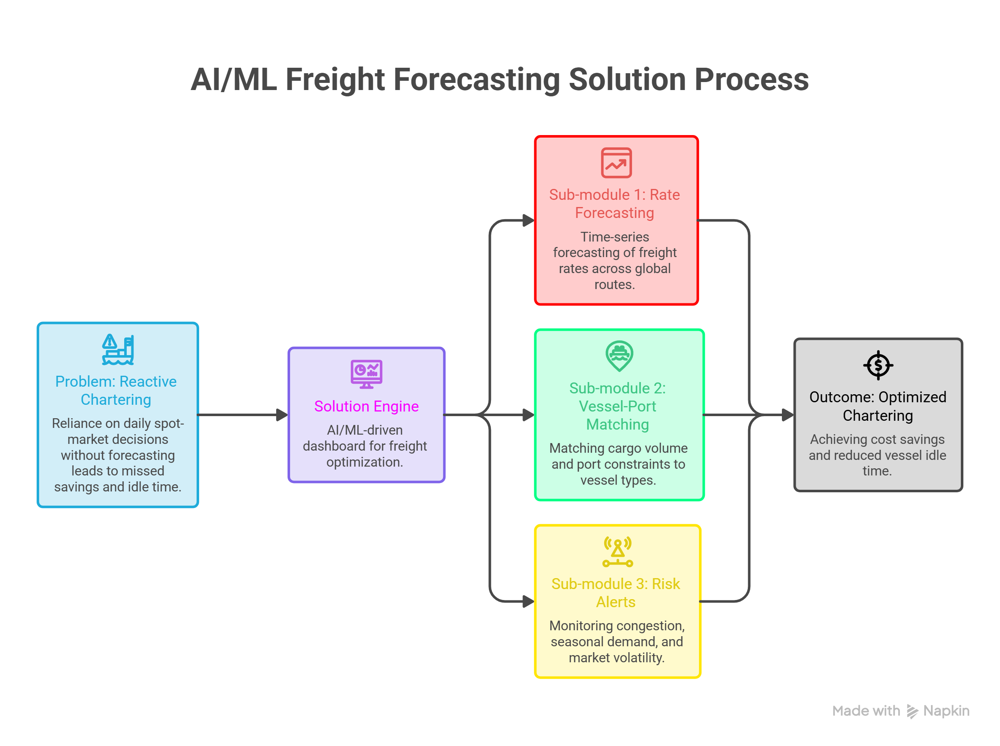 AI/ML Freight Forecasting Solution Process
Problem: Reactive
Chartering
Reliance on daily spot-
market decisions
without forecasting
leads to missed
savings and idle time.
Solution Engine
AI/ML-driven
dashboard for freight
optimization.
Sub-module 1: Rate
Forecasting
Time-series
forecasting of freight
rates across global
routes.
Sub-module 2:
Vessel-Port
Matching
Matching cargo volume
and port constraints to
vessel types.
Sub-module 3: Risk
Alerts
Monitoring congestion,
seasonal demand, and
market volatility.
Outcome: Optimized
Chartering
Achieving cost savings
and reduced vessel idle
time.
Made with Napkin